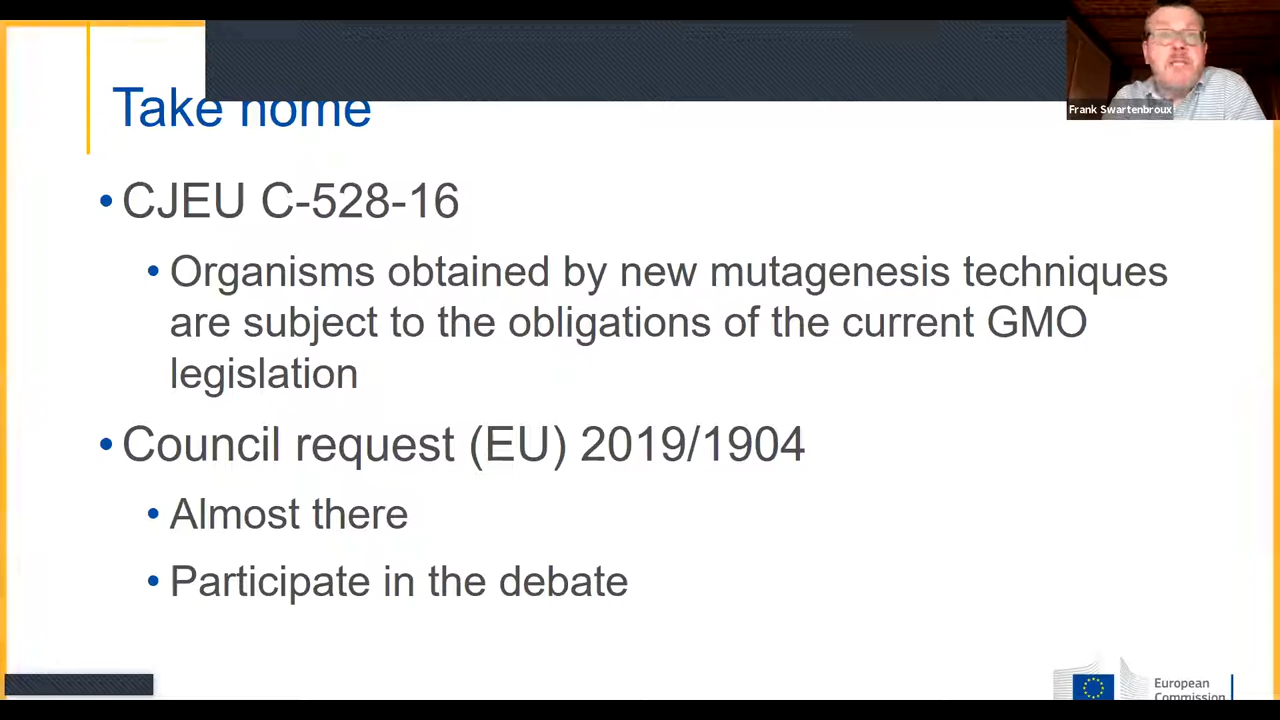 Frank Swartenbroux
Take home
• CJEU C-528-16
• Organisms obtained by new mutagenesis techniques
are subject to the obligations of the current GMO
legislation
• Council request (EU) 2019/1904
• Almost there
• Participate in the debate
European
Commission